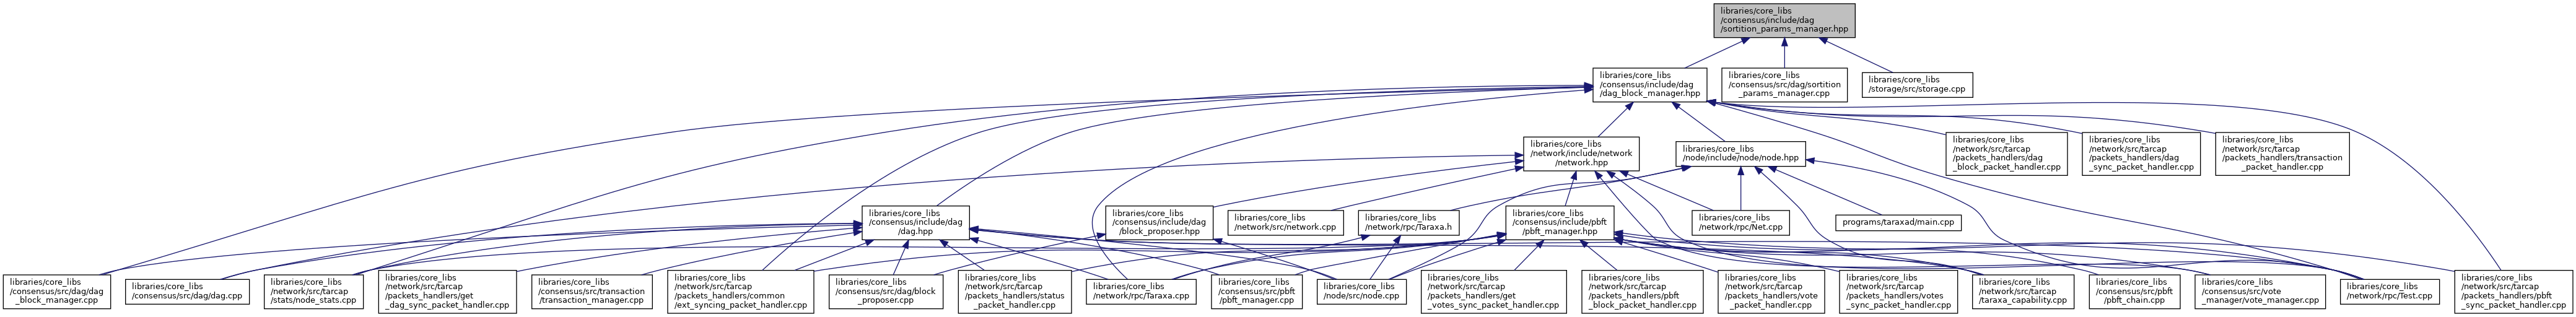 libraries/core_libs
/consensus/include/dag
/sortition_params_manager.hpp
libraries/core_libs
/consensus/include/dag
/dag_block_manager.hpp
libraries/core_libs
/consensus/src/dag/sortition
_params_manager.cpp
libraries/core_libs
/storage/src/storage.cpp
libraries/core_libs
/network/include/network
/network.hpp
libraries/core_libs
/node/include/node/node.hpp
libraries/core_libs
/network/src/tarcap
/packets_handlers/dag
_block_packet_handler.cpp
libraries/core_libs
/network/src/tarcap
/packets_handlers/dag
_sync_packet_handler.cpp
libraries/core_libs
/network/src/tarcap
/packets_handlers/transaction
_packet_handler.cpp
libraries/core_libs
/consensus/include/dag
/dag.hpp
libraries/core_libs
/consensus/include/dag
/block_proposer.hpp
libraries/core_libs
/network/src/network.cpp
libraries/core_libs
/network/rpc/Taraxa.h
libraries/core_libs
/consensus/include/pbft
/pbft_manager.hpp
libraries/core_libs
/network/rpc/Net.cpp
programs/taraxad/main.cpp
libraries/core_libs
/consensus/src/dag/dag
_block_manager.cpp
libraries/core_libs
/consensus/src/dag/dag.cpp
libraries/core_libs
/network/src/tarcap
/stats/node_stats.cpp
libraries/core_libs
/network/src/tarcap
/packets_handlers/get
_dag_sync_packet_handler.cpp
libraries/core_libs
/consensus/src/transaction
/transaction_manager.cpp
libraries/core_libs
/network/src/tarcap
/packets_handlers/common
/ext_syncing_packet_handler.cpp
libraries/core_libs
/consensus/src/dag/block
_proposer.cpp
libraries/core_libs
/network/src/tarcap
/packets_handlers/status
_packet_handler.cpp
libraries/core_libs
/network/rpc/Taraxa.cpp
libraries/core_libs
/consensus/src/pbft
/pbft_manager.cpp
libraries/core_libs
/node/src/node.cpp
libraries/core_libs
/network/src/tarcap
/packets_handlers/get
_votes_sync_packet_handler.cpp
libraries/core_libs
/network/src/tarcap
/packets_handlers/pbft
_block_packet_handler.cpp
libraries/core_libs
/network/src/tarcap
/packets_handlers/vote
_packet_handler.cpp
libraries/core_libs
/network/src/tarcap
/packets_handlers/votes
_sync_packet_handler.cpp
libraries/core_libs
/network/src/tarcap
/taraxa_capability.cpp
libraries/core_libs
/consensus/src/pbft
/pbft_chain.cpp
libraries/core_libs
/consensus/src/vote
_manager/vote_manager.cpp
libraries/core_libs
/network/rpc/Test.cpp
libraries/core_libs
/network/src/tarcap
/packets_handlers/pbft
_sync_packet_handler.cpp